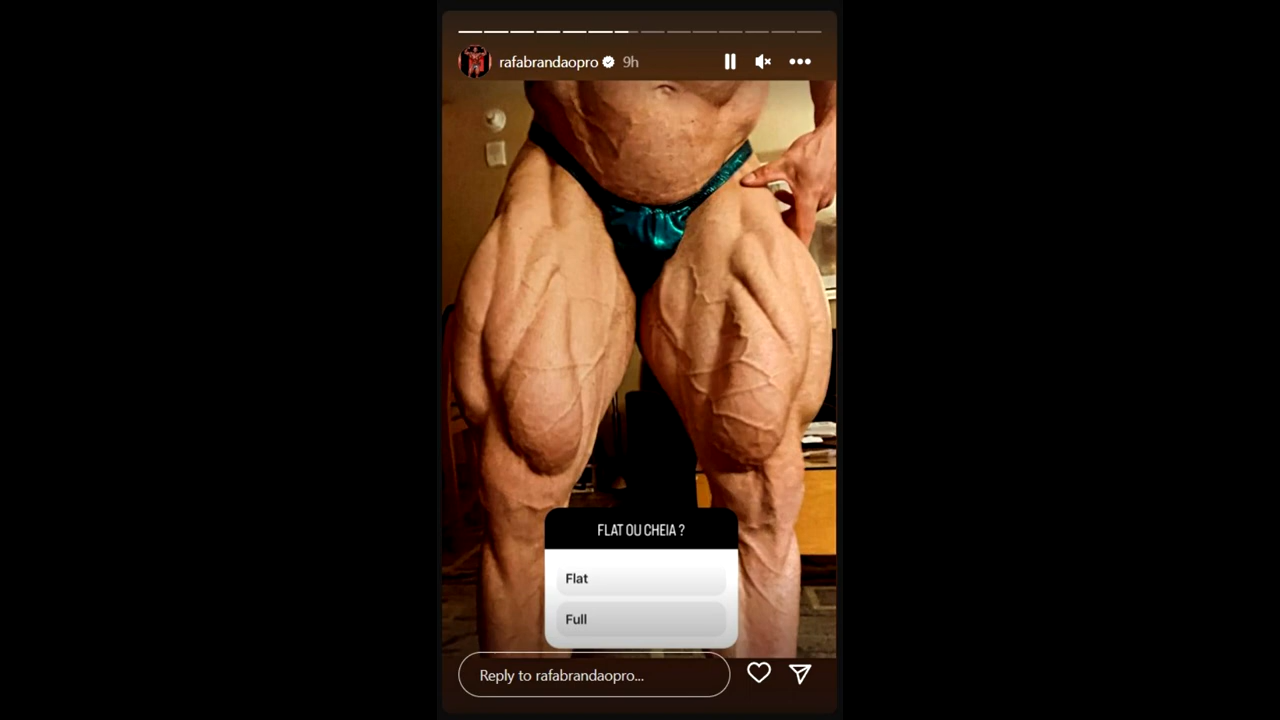 rafabrandaopro 9h
FLAT OU CHEIA ?
Flat
Full
Reply to rafabrandaopro...